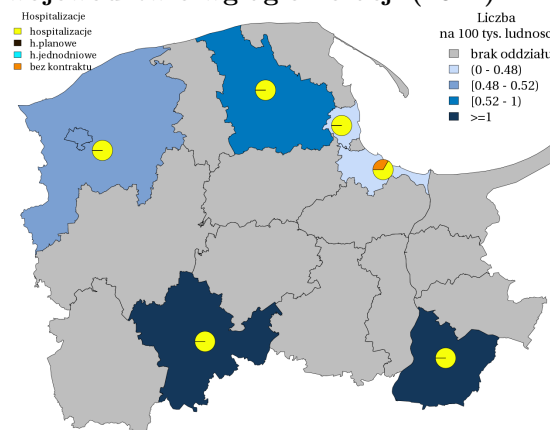 Hospitalizacje
hospitalizacje
h.planowe
h.jednodniowe
bez kontraktu
Liczba
na 100 tys. ludnosc
brak oddziału
(0 - 0.48)
[0.48 - 0.52)
[0.52 - 1)
>=1